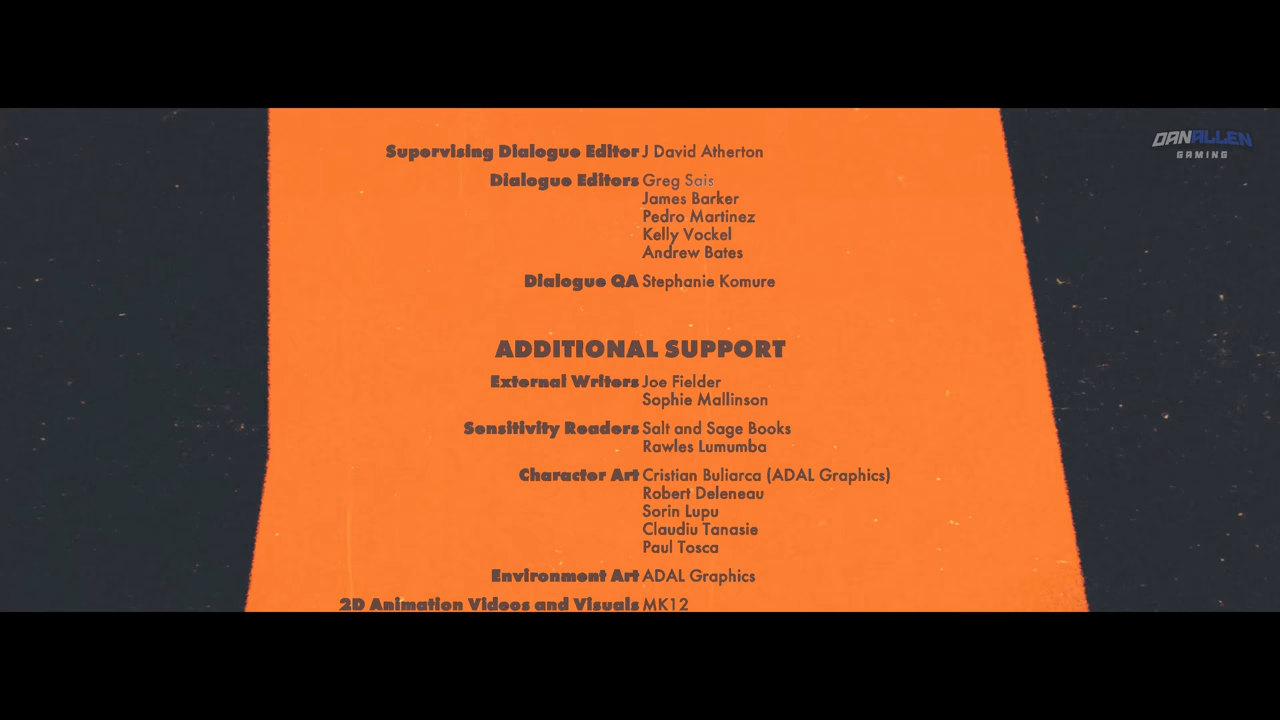 DANALLEN
GAMING
Supervising Dialogue Editor J David Atherton
Dialogue Editors Greg Sais
James Barker
Pedro Martinez
Kelly Vockel
Andrew Bates
Dialogue QA Stephanie Komure
ADDITIONAL SUPPORT
External Writers Joe Fielder
Sophie Mallinson
Sensitivity Readers Salt and Sage Books
Rawles Lumumba
Character Art Cristian Buliarca (ADAL Graphics)
Robert Deleneau
Sorin Lupu
Claudiu Tanasie
Paul Tosca
Environment Art ADAL Graphics
2D Animation Videos and Visuals MK12